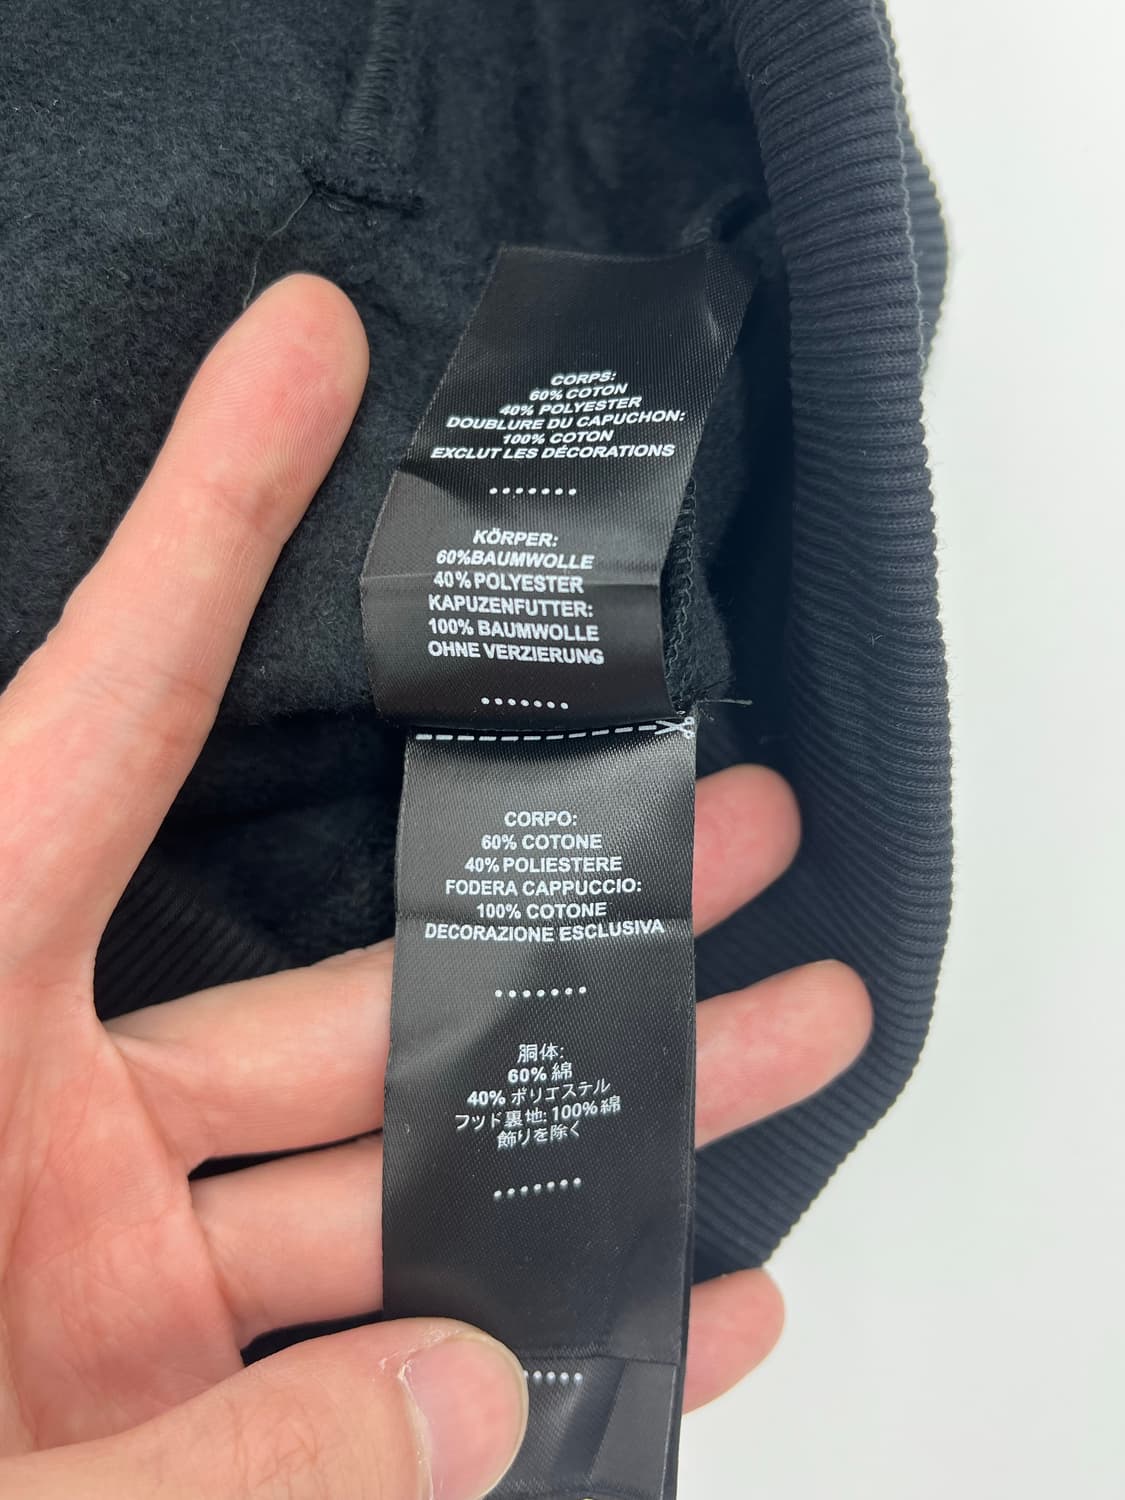 CORPS:
60% COTON
40% POLYESTER
DOUBLURE DU CAPUCHON:
100% COTON
EXCLUT LES DÉCORATIONS
KÖRPER:
60%BAUMWOLLE
40%POLYESTER
KAPUZENFUTTER:
100% BAUMWOLLE
OHNE VERZIERUNG
CORPO:
60% COTONE
40%POLIESTERE
FODERA CAPPUCCIO:
100% COTONE
DECORAZIONE ESCLUSIVA
胴体:
60% 綿
40% ポリエステル
フッド裏地:100%綿
飾りを除く